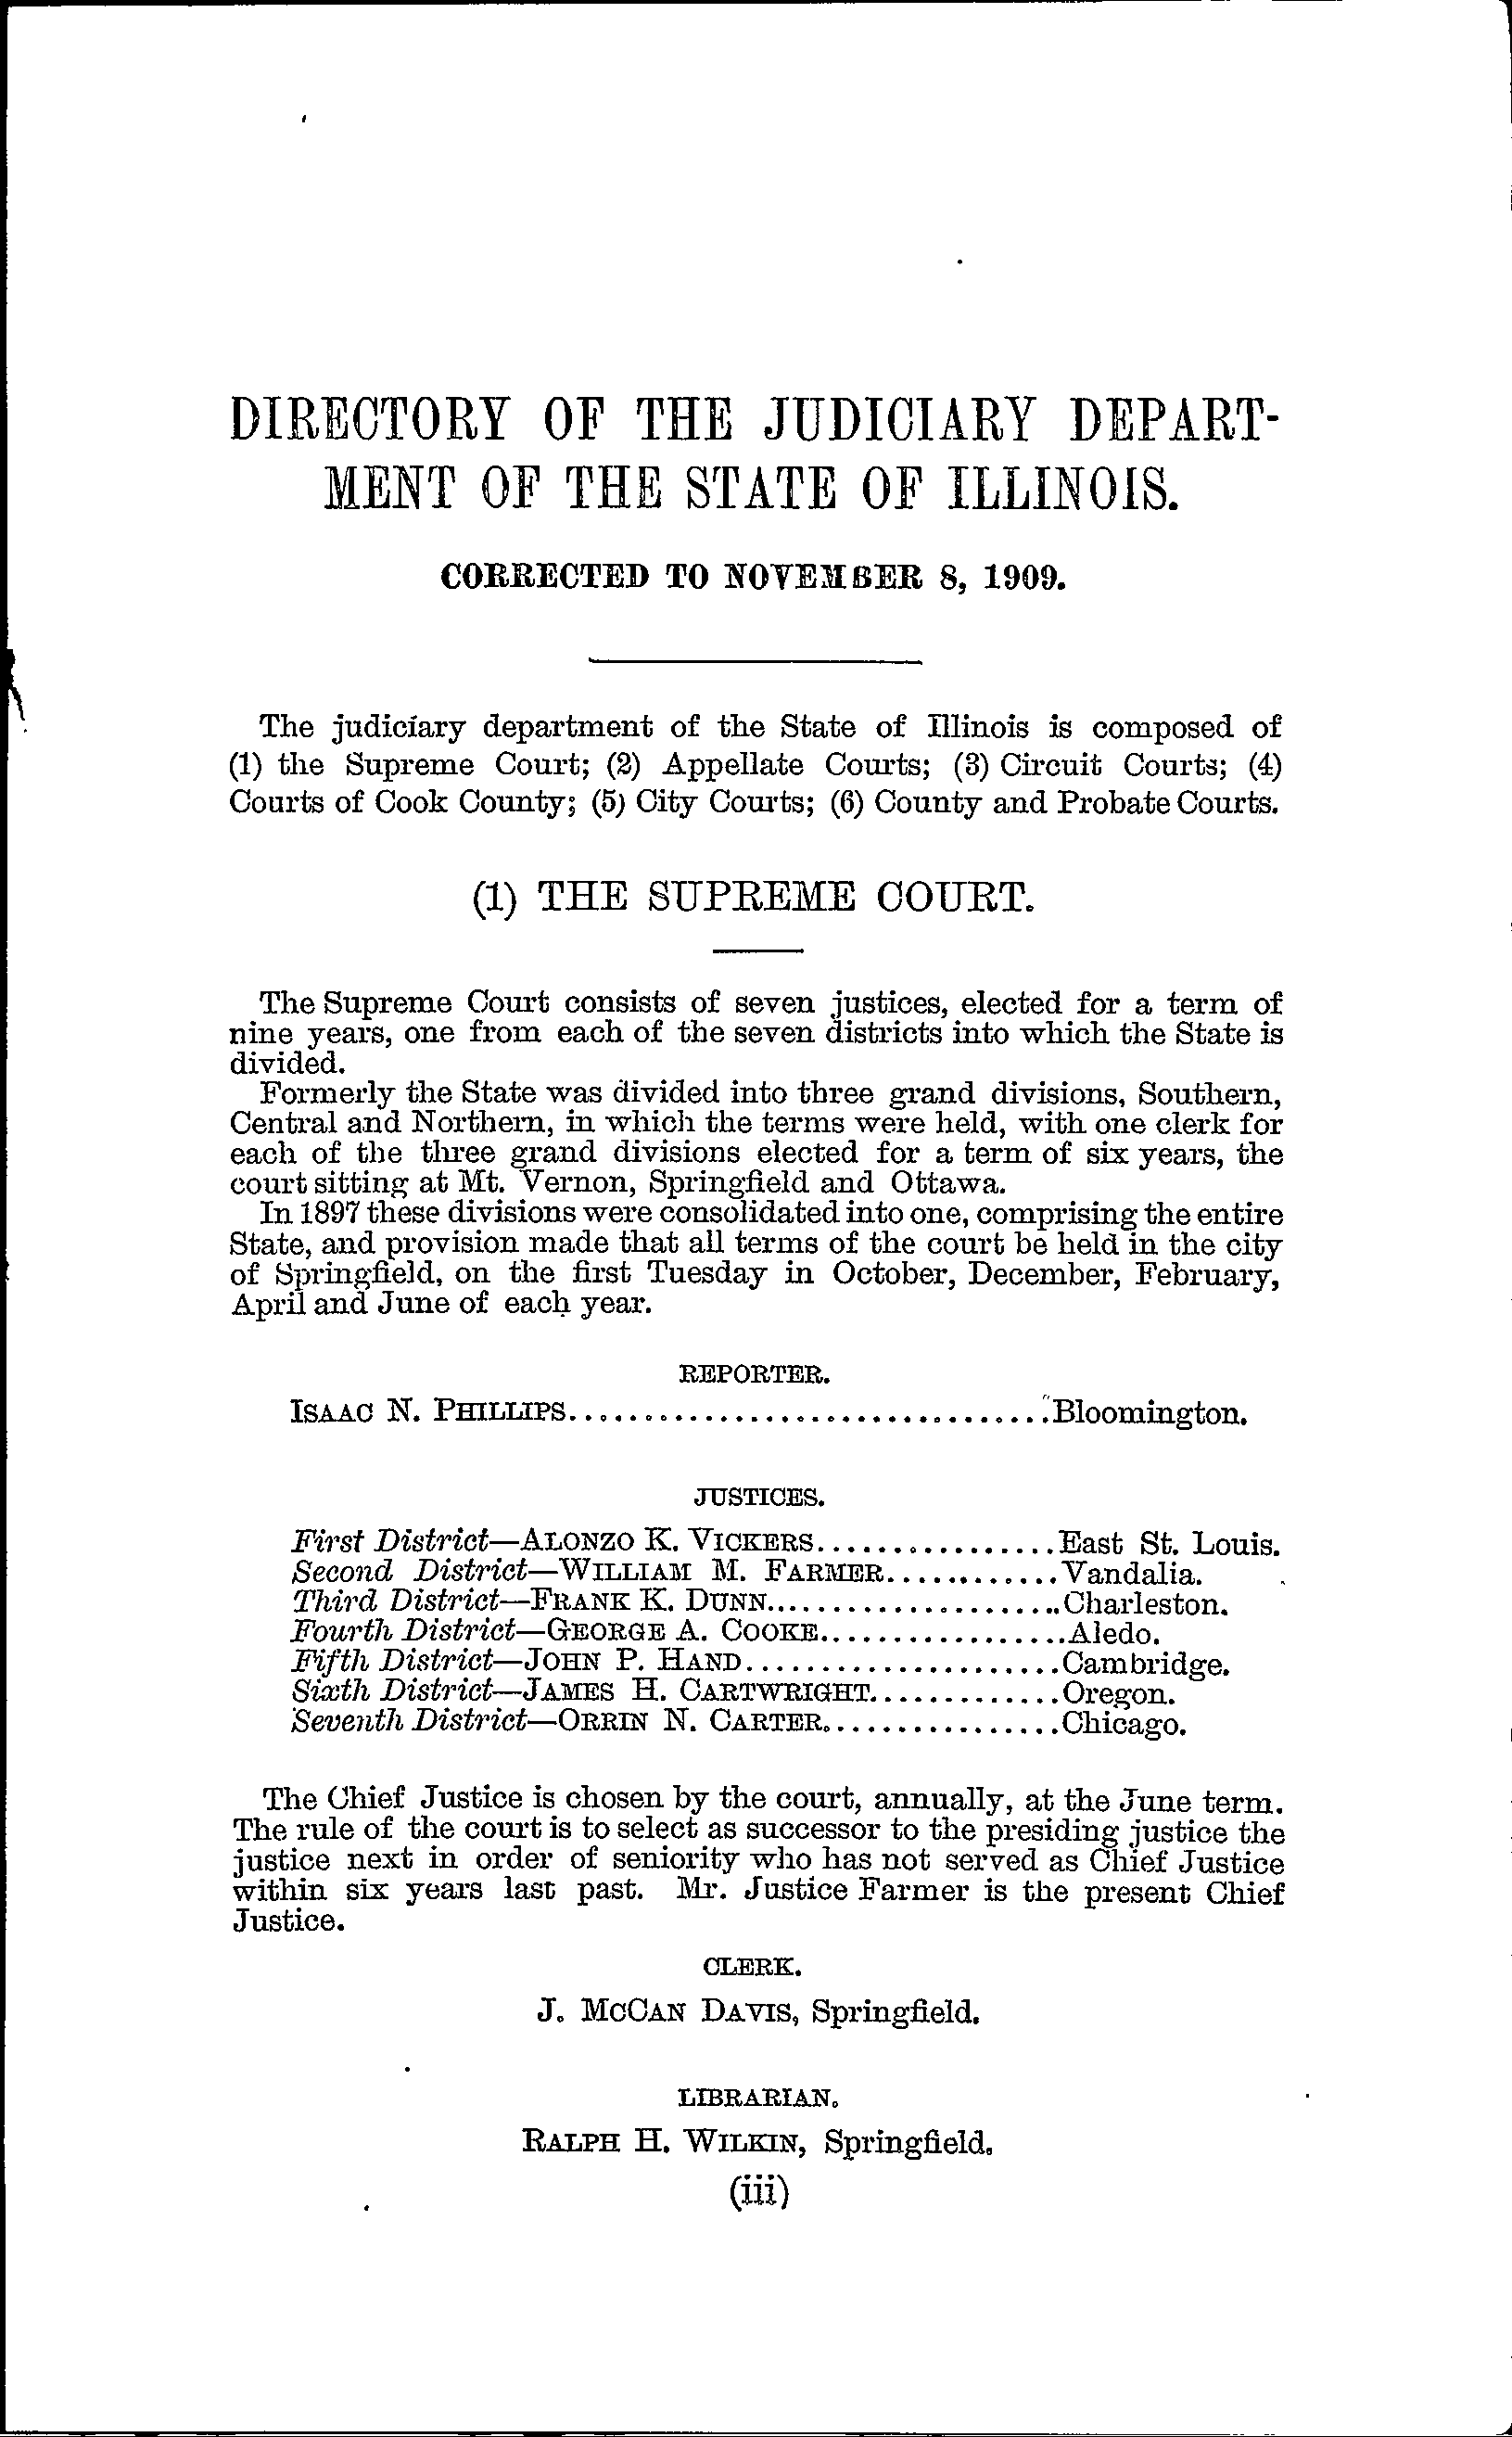 DIRECTORY OF THE JUDICIARY DEPART-
MENT OF THE STATE OF ILLINOIS.
CORRECTED TO NOVEMBER 8, 1909.
The judiciary department of the State of Illinois is composed of
(1) the Supreme Court; (2) Appellate Courts; (3) Circuit Courts; (4)
Courts of Cook County; (5) City Courts; (6) County and Probate Courts.
(1) THE SUPREME COURT.
The Supreme Court consists of seven justices, elected for a term of
nine years, one from each of the seven districts into which the State is
divided.
Formerly the State was divided into three grand divisions, Southern,
Central and Northern, in which the terms were held, with one clerk for
each of the three grand divisions elected for a term of six years, the
court sitting at Mt. Vernon, Springfield and Ottawa.
In 1897 these divisions were consolidated into one, comprising the entire
State, and provision made that all terms of the court be held in the city
of Springfield, on the first Tuesday in October, December, February,
April and June of each year.
REPORTER.
ISAAC N. PHILLIPS................................Bloomington.
JUSTICES.
First District—ALONZO K. VICKERS................East St. Louis.
Second District—WILLIAM M. FARMER............Vandalia.
Third District—FRANK K. DUNN....................Charleston.
Fourth District—GEORGE A. COOKE.................Aledo.
Fifth District—JOHN P. HAND.....................Cambridge.
Sixth District—JAMES H. CARTWRIGHT.............Oregon.
Seventh District—ORRIN N. CARTER................Chicago.
The Chief Justice is chosen by the court, annually, at the June term.
The rule of the court is to select as successor to the presiding justice the
justice next in order of seniority who has not served as Chief Justice
within six years last past. Mr. Justice Farmer is the present Chief
Justice.
CLERK.
J. MCCAN DAVIS, Springfield.
LIBRARIAN.
RALPH H. WILKIN, Springfield.
(iii)